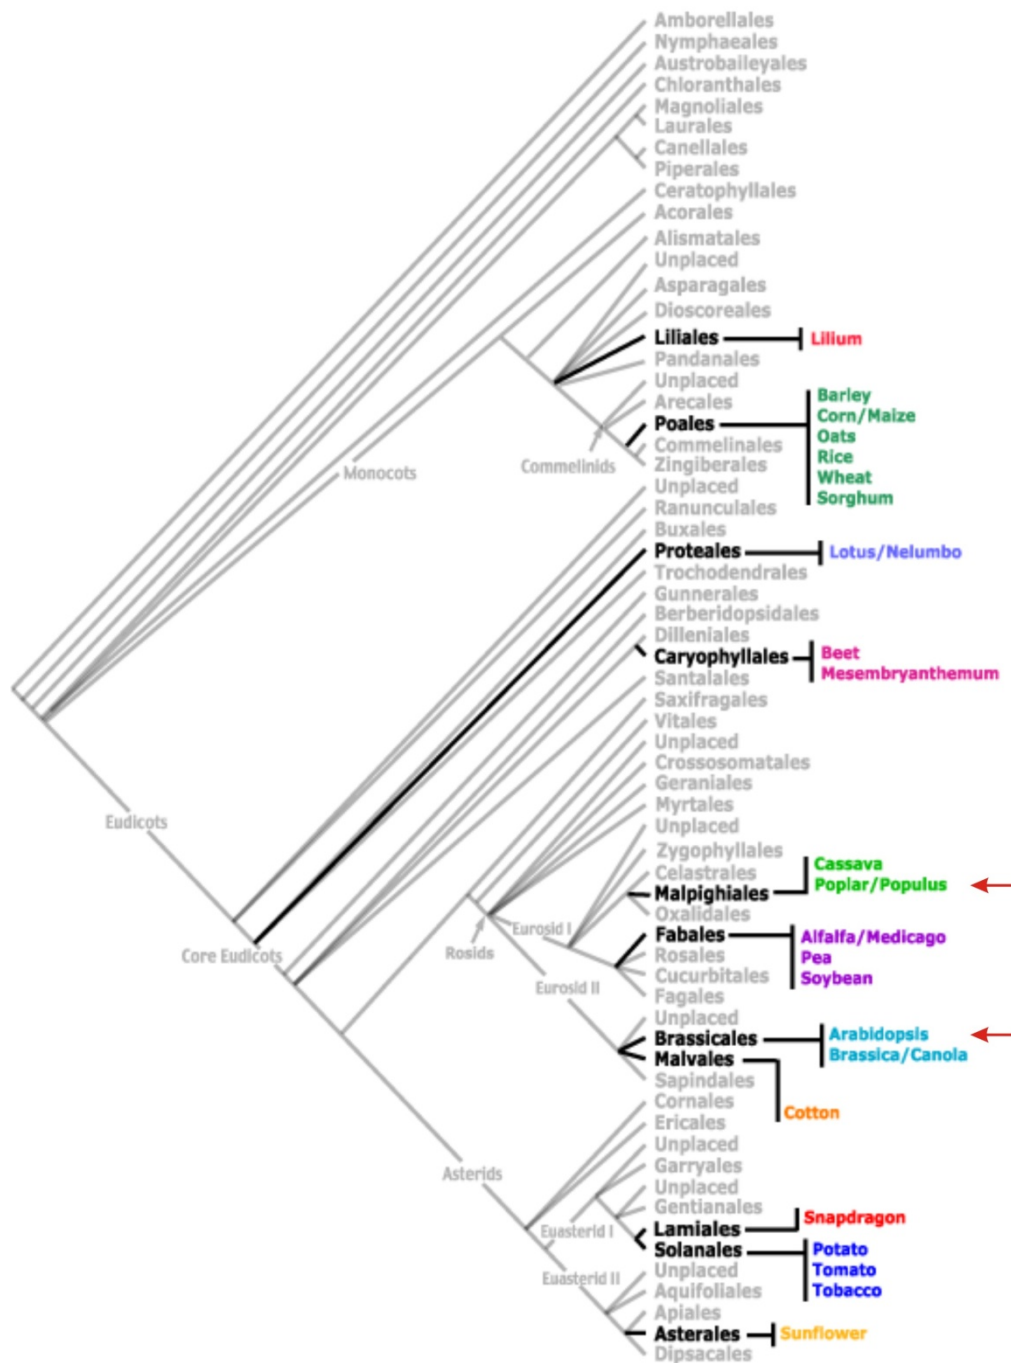 Amborellales
Nymphaeales
Austrobaileyales
Chloranthales
Magnoliales
Laurales
Canellales
Piperales
Ceratophyllales
Acorales
Alismatales
Unplaced
Asparagales
Dioscoreales
Liliales
Lilium
Pandanales
Unplaced
Arecales
Poales
Barley
Corn/Maize
Oats
Rice
Wheat
Sorghum
Commelinales
Zingiberales
Commelinids
Monocots
Unplaced
Ranunculales
Buxales
Proteales
Lotus/Nelumbo
Trochodendrales
Gunnerales
Berberidopsidales
Dilleniales
Caryophyllales
Beet
Mesembryanthemum
Santalales
Saxifragales
Vitales
Unplaced
Crossosomatales
Geraniales
Myrtales
Unplaced
Eudicots
Zygophyllales
Celastrales
Malpighiales
Cassava
Poplar/Populus
Oxalidales
Eurosid I
Fabales
Alfalfa/Medicago
Pea
Soybean
Rosids
Core Eudicots
Rosales
Cucurbitales
Eurosid II
Fagales
Unplaced
Brassicales
Arabidopsis
Brassica/Canola
Malvales
Cotton
Sapindales
Cornales
Ericales
Unplaced
Garryales
Asterids
Unplaced
Gentianales
Euasterid I
Lamiales
Snapdragon
Solanales
Potato
Tomato
Tobacco
Unplaced
Euasterid II
Aquifoliales
Apiales
Asterales
Sunflower
Dipsacales